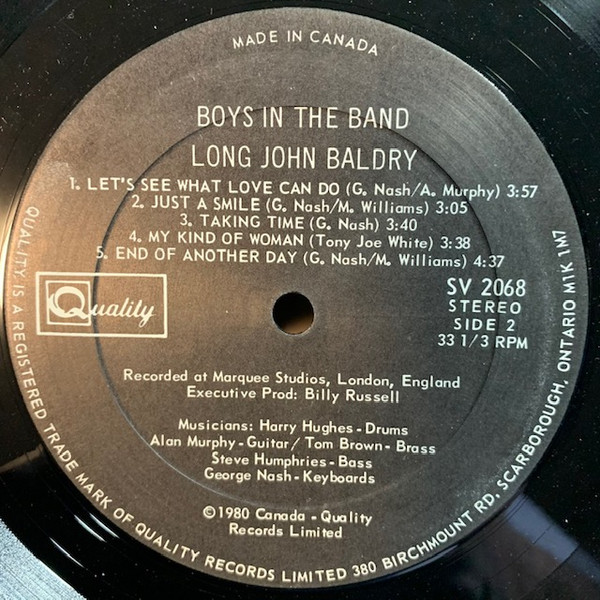 MADE IN CANADA
BOYS IN THE BAND
LONG JOHN BALDRY
1. LET'S SEE WHAT LOVE CAN DO (G. Nash/A. Murphy) 3:57
2. JUST A SMILE (G. Nash/M. Williams) 3:05
3. TAKING TIME (G. Nash) 3:40
4. MY KIND OF WOMAN (Tony Joe White) 3:38
5. END OF ANOTHER DAY (G. Nash/M. Williams) 4:37
Quality
SV 2068
STEREO
SIDE 2
33 1/3 RPM
Recorded at Marquee Studios, London, England
Executive Prod: Billy Russell
Musicians: Harry Hughes - Drums
Alan Murphy - Guitar/ Tom Brown - Brass
Steve Humphries - Bass
George Nash - Keyboards
©1980 Canada - Quality
Records Limited
QUALITY IS A REGISTERED TRADE MARK OF QUALITY RECORDS LIMITED 380 BIRCHMOUNT RD, SCARBOROUGH, ONTARIO M1K 1M7